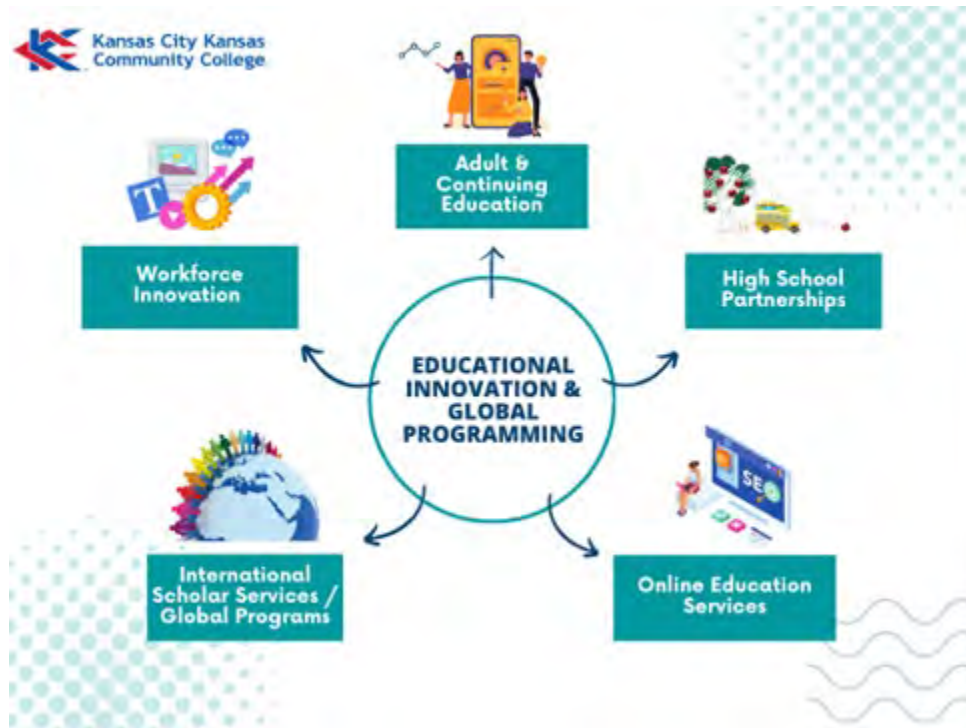 Kansas City Kansas
Community College
Adult &
Continuing
Education
Workforce
Innovation
High School
Partnerships
EDUCATIONAL
INNOVATION &
GLOBAL
PROGRAMMING
International
Scholar Services /
Global Programs
SEO
Online Education
Services